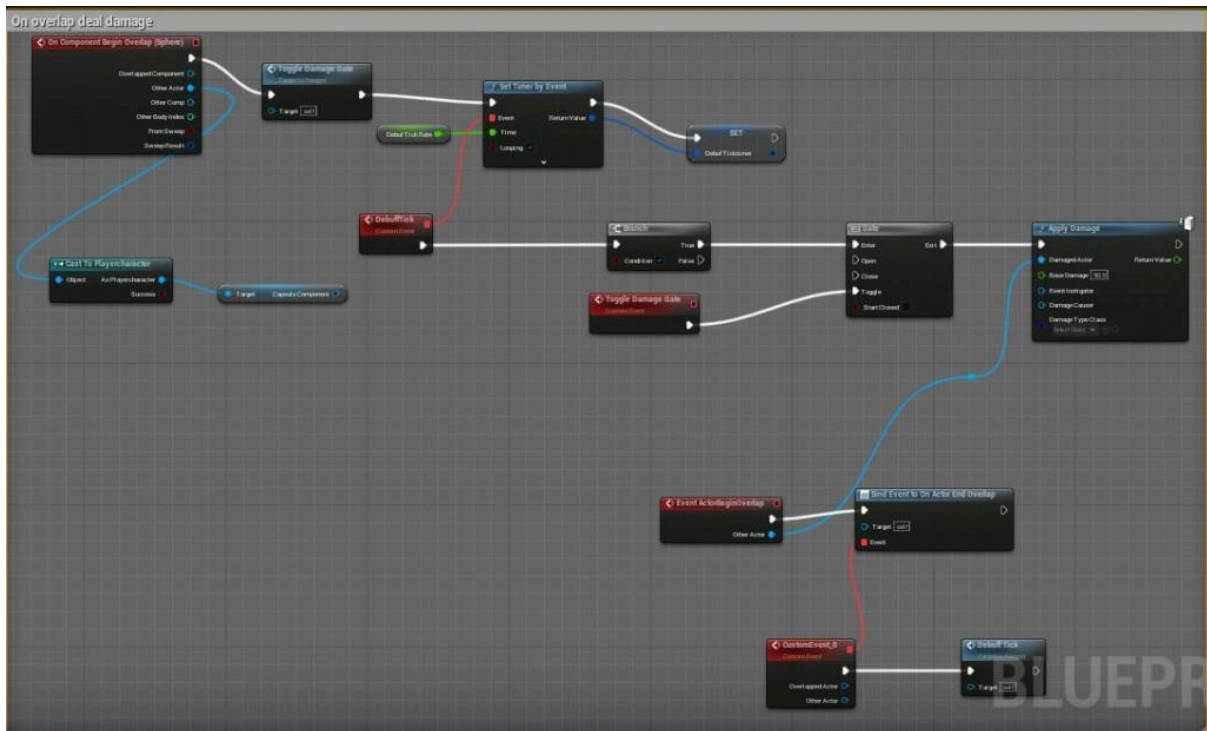 On overlap deal damage
On Component Begin Overlap (Sphere)
Overlapped Component
Other Actor
Other Comp
Other Body Index
From Sweep
Sweep Result
Toggle Damage Gate
Target [self]
Set Timer by Event
Event
Return Value
Time
Looping
SET
DebufTickRate
DebuffTick
Custom Event
Branch
True
Condition
False
Gate
Enter
Exit
Open
Close
Toggle
Start Closed
Apply Damage
Damaged Actor
Return Value
Base Damage
Event Instigator
Damage Causer
Damage Type Class
Select Class
Cast To Playercharacter
Object
As Playercharacter
Success
Target
Capsule Component
Toggle Damage Gate
Custom Event
Event ActorBeginOverlap
Other Actor
Bind Event to On Actor End Overlap
Target [self]
Event
CustomEvent_0
Custom Event
Overlapped Actor
Other Actor
Debuff Tick
Target [self]
BLUEPR